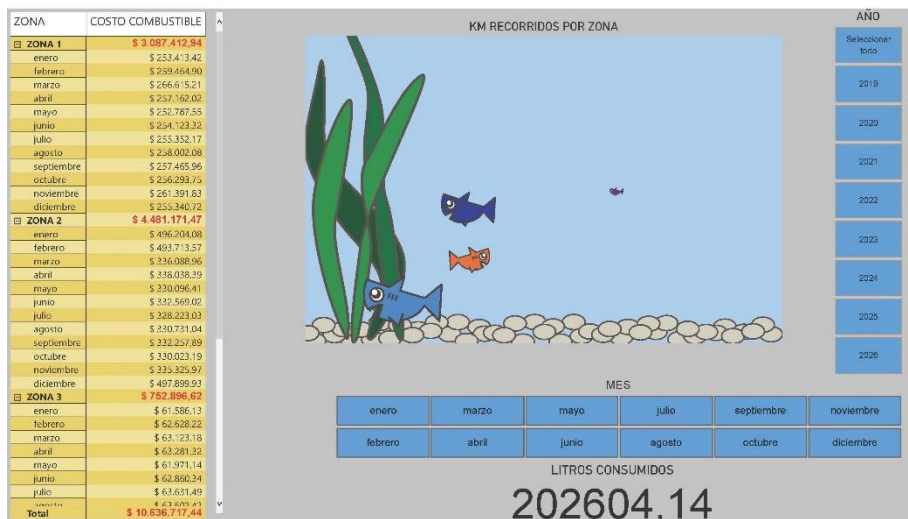 ZONA COSTO COMBUSTIBLE
ZONA 1 $ 3.087.412,94
enero $ 253.413,42
febrero $ 259.464,90
marzo $ 266.615,21
abril $ 257.162,02
mayo $ 252.787,55
junio $ 254.123,32
julio $ 255.352,17
agosto $ 258.002,08
septiembre $ 257.465,96
octubre $ 256.293,75
noviembre $ 261.391,83
diciembre $ 255.340,72
ZONA 2 $ 4.481.171,47
enero $ 496.204,08
febrero $ 493.713,57
marzo $ 336.088,96
abril $ 338.038,39
mayo $ 330.096,41
junio $ 332.569,02
julio $ 328.223,03
agosto $ 330.731,04
septiembre $ 332.257,89
octubre $ 330.023,19
noviembre $ 335.325,97
diciembre $ 497.899,93
ZONA 3 $ 752.896,62
enero $ 61.586,13
febrero $ 62.628,22
marzo $ 63.123,18
abril $ 63.281,32
mayo $ 61.971,14
junio $ 62.860,34
julio $ 63.631,49
Total $ 10.636.717,44
KM RECORRIDOS POR ZONA
AÑO
Seleccionar
todo
2019
2020
2021
2022
2023
2024
2025
2026
MES
enero marzo mayo julio septiembre noviembre
febrero abril junio agosto octubre diciembre
LITROS CONSUMIDOS
202604,14